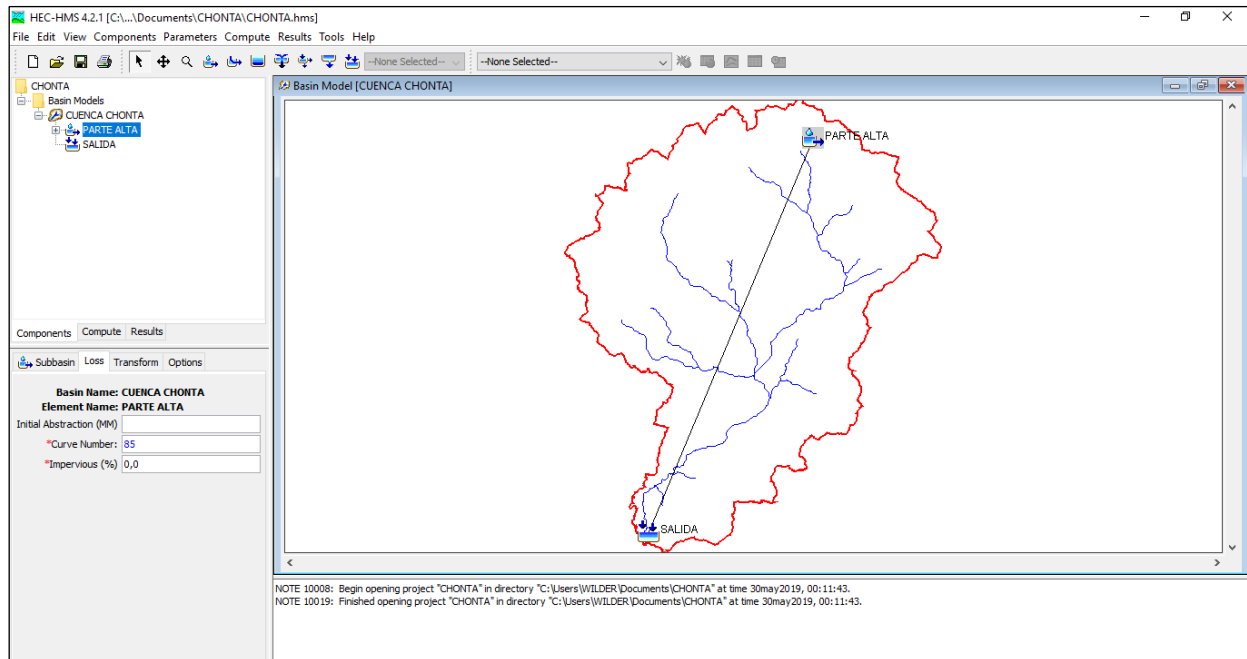 HEC-HMS 4.2.1 [C:\...\Documents\CHONTA\CHONTA.hms]
File Edit View Components Parameters Compute Results Tools Help
--None Selected-- --None Selected--
CHONTA
Basin Models
CUENCA CHONTA
PARTE ALTA
SALIDA
Components Compute Results
Subbasin Loss Transform Options
Basin Name: CUENCA CHONTA
Element Name: PARTE ALTA
Initial Abstraction (MM)
*Curve Number: 85
*Impervious (%) 0,0
Basin Model [CUENCA CHONTA]
PARTE ALTA
SALIDA
NOTE 10008: Begin opening project "CHONTA" in directory "C:\Users\WILDER\Documents\CHONTA" at time 30may2019, 00:11:43.
NOTE 10019: Finished opening project "CHONTA" in directory "C:\Users\WILDER\Documents\CHONTA" at time 30may2019, 00:11:43.